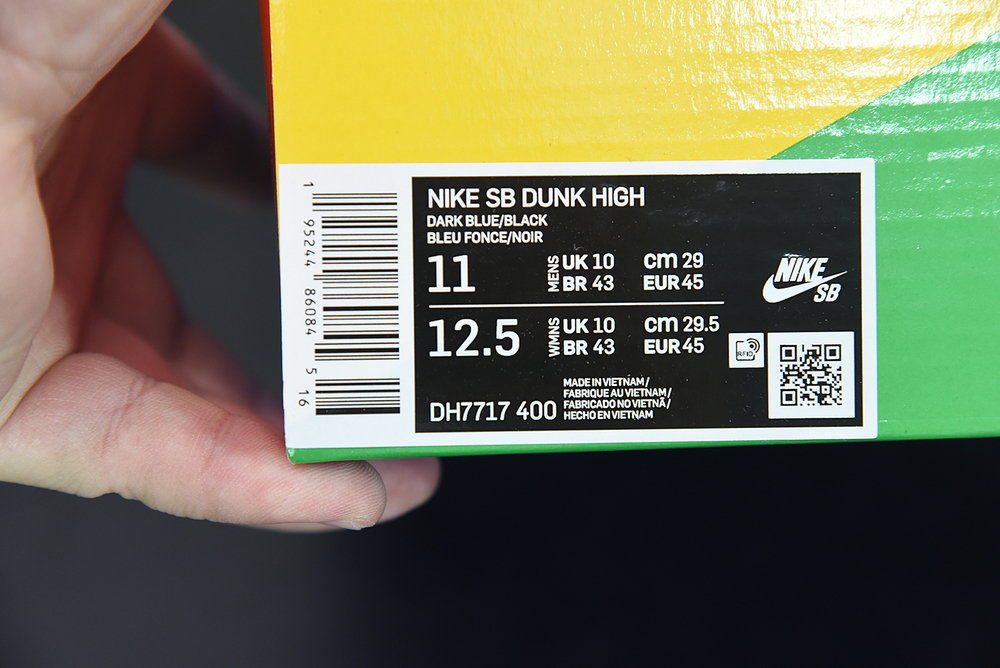 NIKE SB DUNK HIGH
DARK BLUE/BLACK
BLEU FONCE/NOIR
11 MENS UK 10 cm 29
BR 43 EUR 45
12.5 WMNS UK 10 cm 29.5
BR 43 EUR 45
DH7717 400
MADE IN VIETNAM/
FABRIQUE AU VIETNAM/
FABRICADO NO VIETNÃ/
HECHO EN VIETNAM
NIKE
SB
RFID
1 95244 86084 5 16